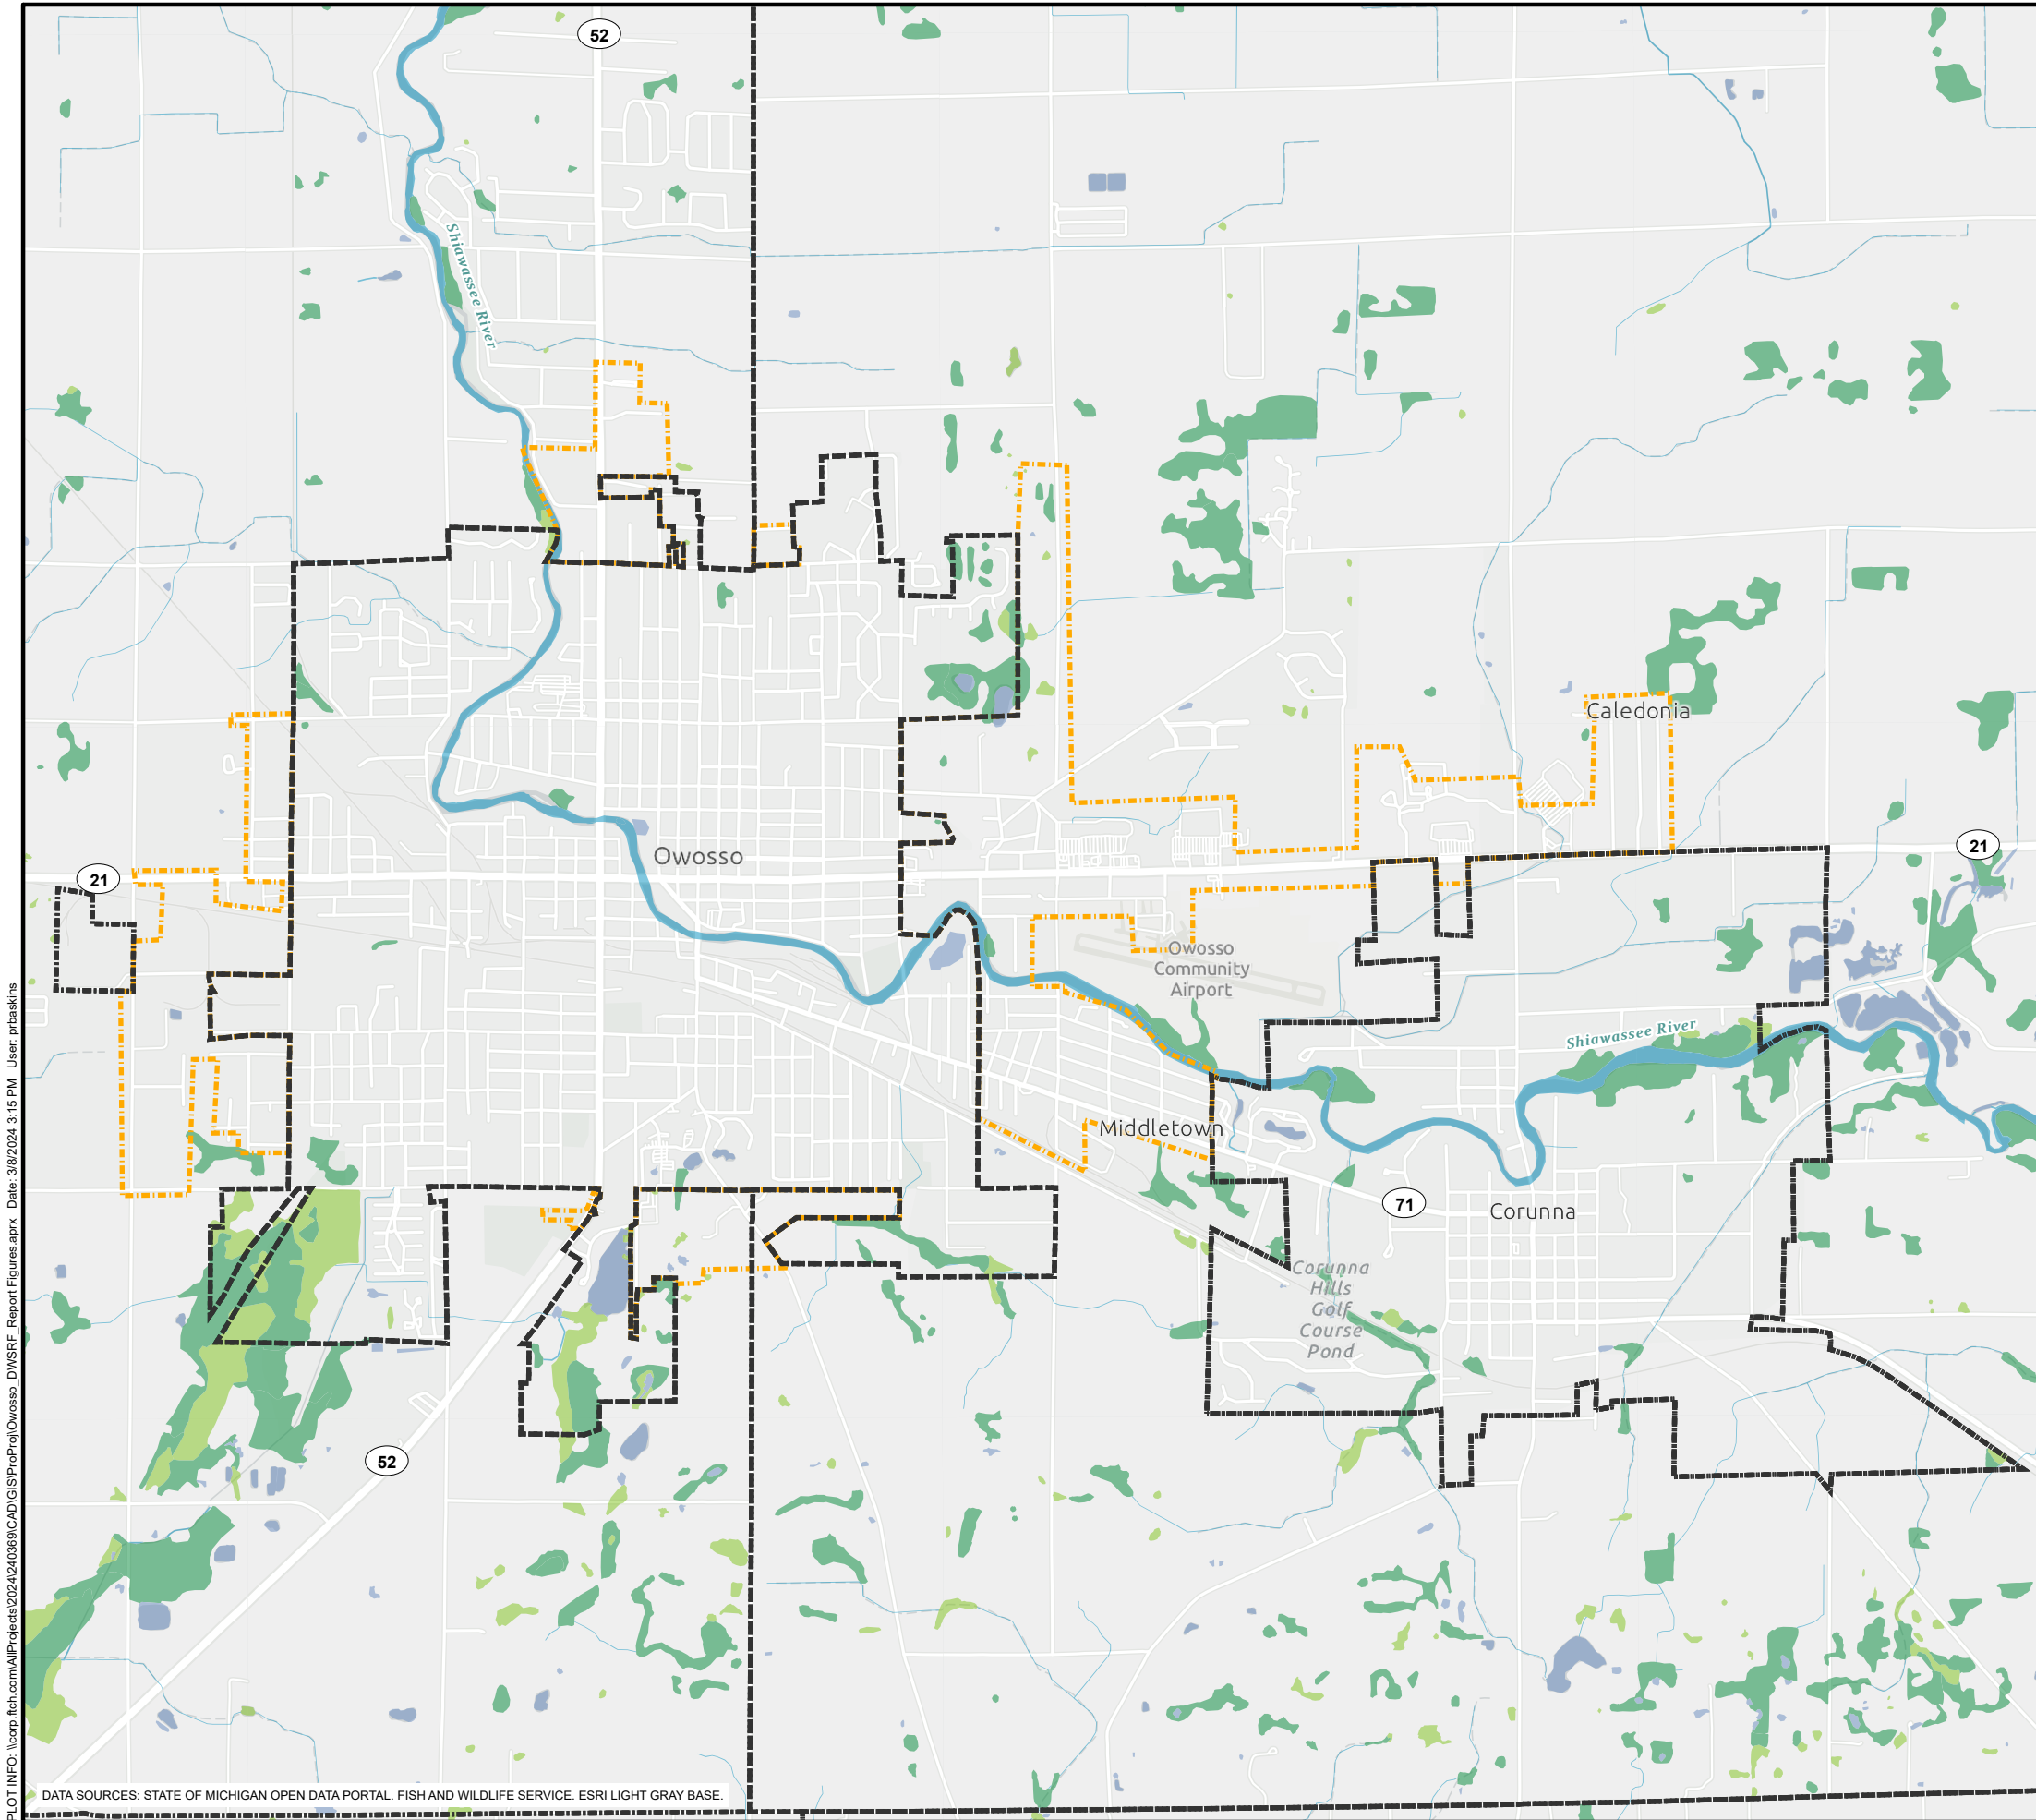 52
Shiawassee River
Caledonia
Owosso
21
21
Owosso
Community
Airport
Shiawassee River
Middletown
71
Corunna
Corunna
Hills
Golf
Course
Pond
52
DATA SOURCES: STATE OF MICHIGAN OPEN DATA PORTAL. FISH AND WILDLIFE SERVICE. ESRI LIGHT GRAY BASE.
PLOT INFO: \\corp.ftch.com\AllProjects\2024\240369\CAD\GIS\ProProj\Owosso_DWSRF_Report Figures.aprx Date: 3/8/2024 3:15 PM User: prbaskins